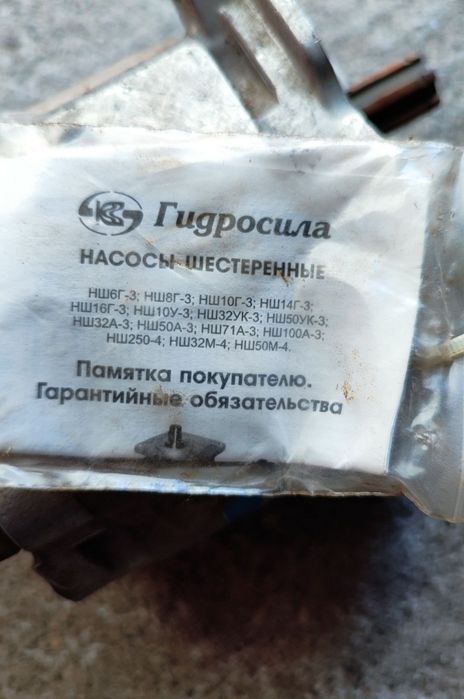 Гидросила
НАСОСЫ ШЕСТЕРЕННЫЕ
НШ6Г-3; НШ8Г-3; НШ10Г-3; НШ14Г-3;
НШ16Г-3; НШ10У-3; НШ32УК-3; НШ50УК-3;
НШ32А-3; НШ50А-3; НШ71А-3; НШ100А-3;
НШ250-4; НШ32М-4; НШ50М-4.
Памятка покупателю.
Гарантийные обязательства